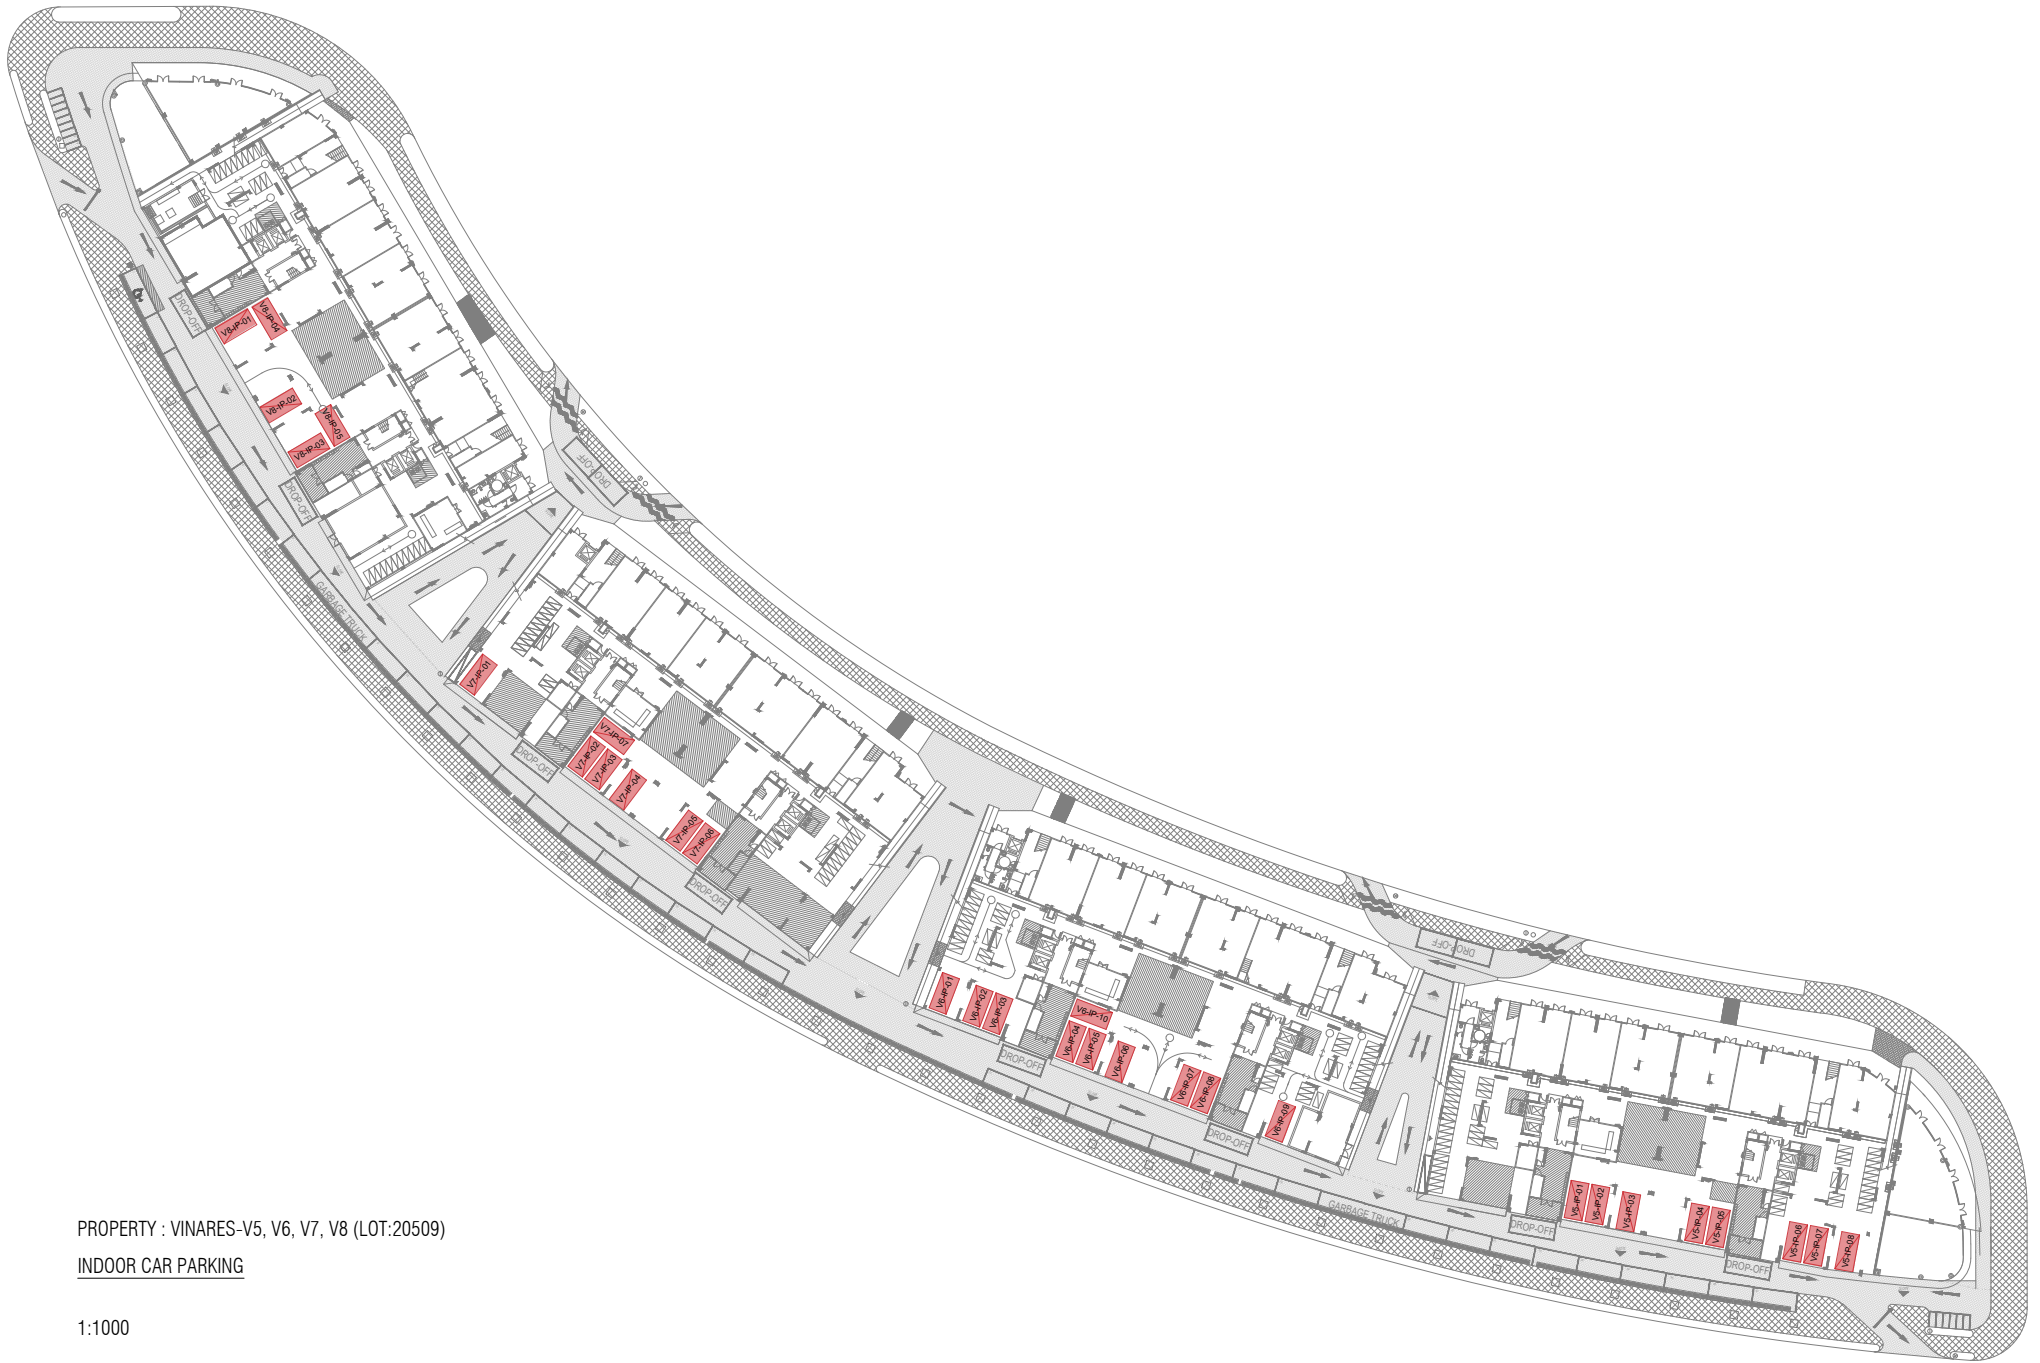 V8-IP-01
V8-IP-04
DROP-OFF
V8-IP-02
V8-IP-05
V8-IP-03
DROP-OFF
DROP-OFF
DROP-OFF
GARBAGE TRUCK
V7-IP-01
V7-IP-07
V7-IP-02
V7-IP-03
V7-IP-04
DROP-OFF
V7-IP-05
V7-IP-06
DROP-OFF
DROP-OFF
DROP-OFF
V6-IP-01
V6-IP-02
V6-IP-03
V6-IP-10
V6-IP-04
V6-IP-05
V6-IP-06
DROP-OFF
V6-IP-07
V6-IP-08
V6-IP-09
DROP-OFF
GARBAGE TRUCK
V5-IP-01
V5-IP-02
V5-IP-03
DROP-OFF
V5-IP-04
V5-IP-05
V5-IP-06
V5-IP-07
V5-IP-08
DROP-OFF
PROPERTY : VINARES-V5, V6, V7, V8 (LOT:20509)
INDOOR CAR PARKING
1:1000